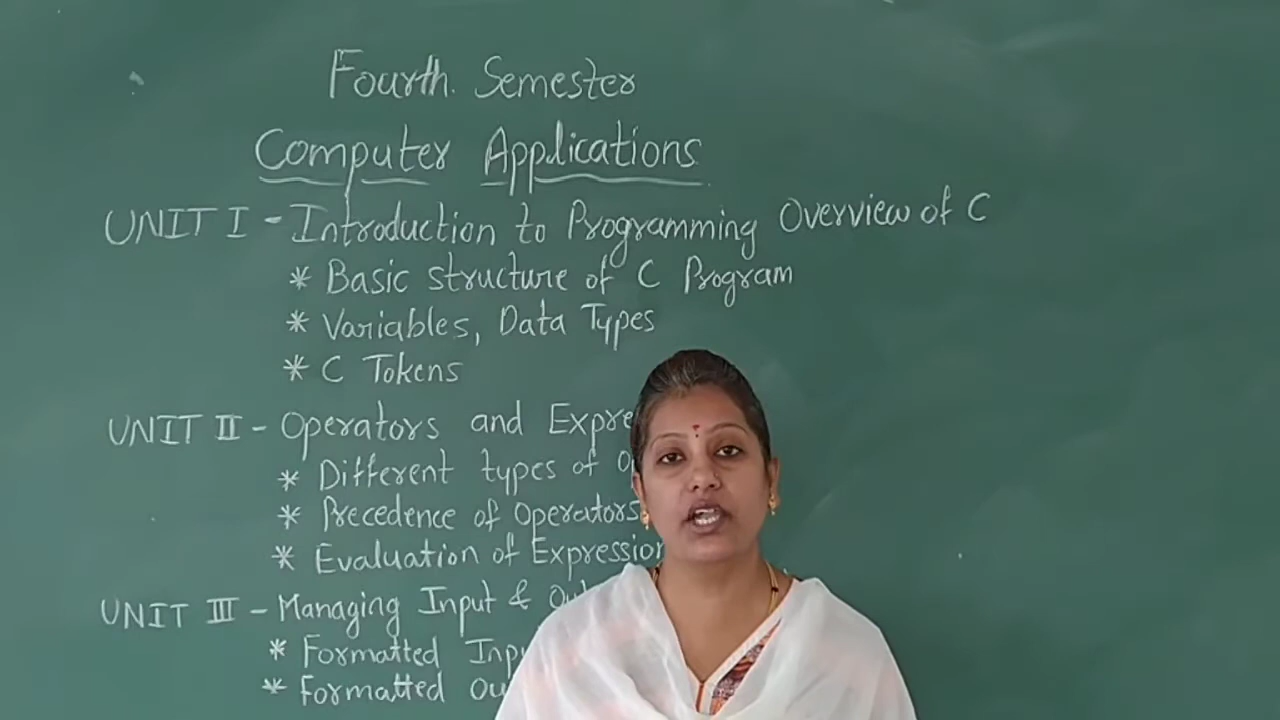 Fourth Semester
Computer Applications
UNIT I - Introduction to Programming Overview of C
* Basic structure of C Program
* Variables, Data Types
* C Tokens
UNIT II - Operators and
* Different types of
* Precedence of Operators
* Evaluation of
UNIT III - Managing Input &
* Formatted
* Formatted